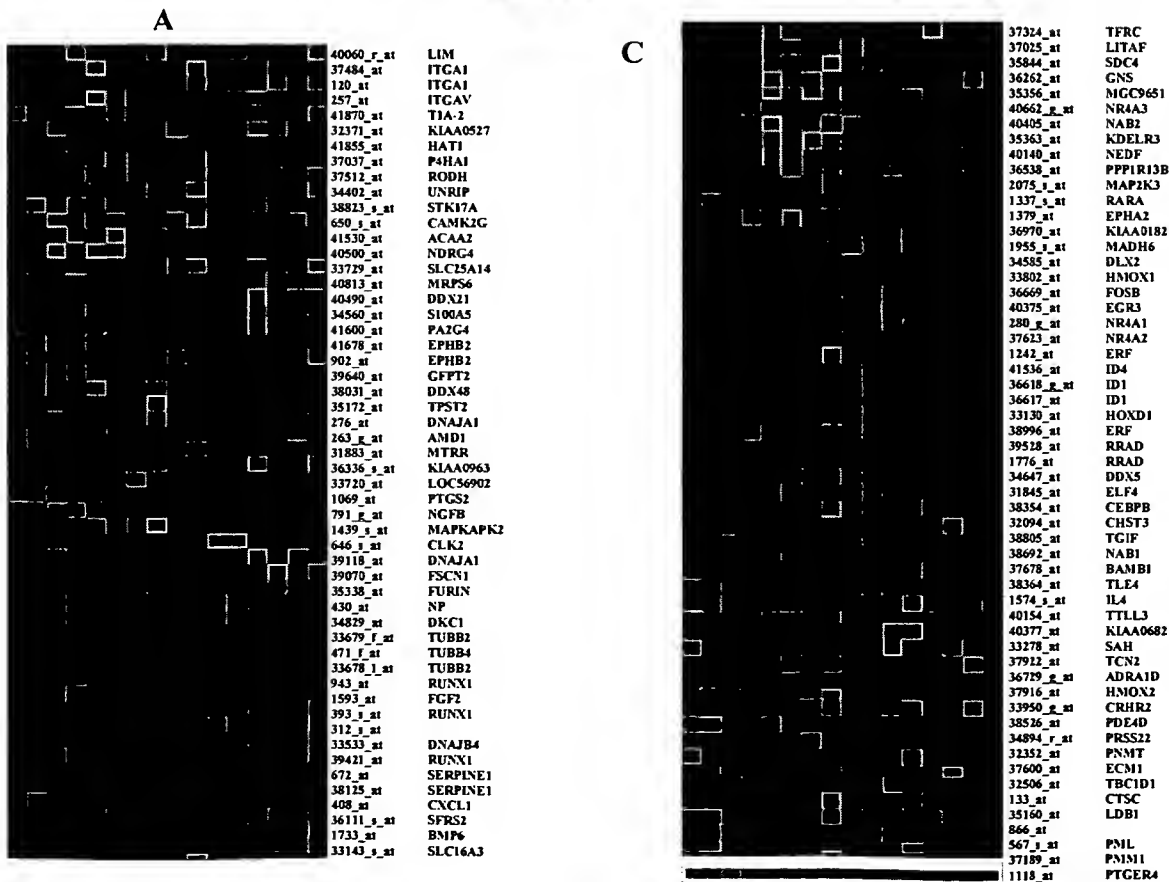 A
40060_r_at LIM
37484_at ITGA1
120_at ITGA1
257_at ITGAV
41870_at T1A-2
32371_at KIAA0527
41855_at HAT1
37037_at P4HA1
37512_at RODH
34402_at UNRIP
38823_s_at STK17A
650_s_at CAMK2G
41530_at ACAA2
40500_at NDRG4
33729_at SLC25A14
40813_at MRPS6
40490_at DDX21
34560_at S100A5
41600_at PA2G4
41678_at EPHB2
902_at EPHB2
39640_at GFPT2
38031_at DDX48
35172_at TPST2
276_at DNAJA1
263_g_at AMD1
31883_at MTRR
36336_s_at KIAA0963
33720_at LOC56902
1069_at PTGS2
791_g_at NGFB
1439_s_at MAPKAPK2
646_s_at CLK2
39118_at DNAJA1
39070_at FSCN1
35338_at FURIN
430_at NP
34829_at DKC1
33679_f_at TUBB2
471_f_at TUBB4
33678_i_at TUBB2
943_at RUNX1
1593_at FGF2
393_s_at RUNX1
312_s_at
33533_at DNAJB4
39421_at RUNX1
672_at SERPINE1
38125_at SERPINE1
408_at CXCL1
36111_s_at SFRS2
1733_at BMP6
33143_s_at SLC16A3
C
37324_at TFRC
37025_at LITAF
35844_at SDC4
36262_at GNS
35356_at MGC9651
40662_g_at NR4A3
40405_at NAB2
35363_at KDELR3
40140_at NEDF
36538_at PPP1R13B
2075_s_at MAP2K3
1337_s_at RARA
1379_at EPHA2
36970_at KIAA0182
1955_s_at MADH6
34585_at DLX2
33802_at HMOX1
36669_at FOSB
40375_at EGR3
280_g_at NR4A1
37623_at NR4A2
1242_at ERF
41536_at ID4
36618_g_at ID1
36617_at ID1
33130_at HOXD1
38996_at ERF
39528_at RRAD
1776_at RRAD
34647_at DDX5
31845_at ELF4
38354_at CEBPB
32094_at CHST3
38805_at TGIF
38692_at NAB1
37678_at BAMBI
38364_at TLE4
1574_s_at IL4
40154_at TTLL3
40377_at KIAA0682
33278_at SAH
37922_at TCN2
36729_g_at ADRA1D
37916_at HMOX2
33950_g_at CRHR2
38526_at PDE4D
34894_r_at PRSS22
32352_at PNMT
37600_at ECM1
32506_at TBC1D1
133_at CTSC
35160_at LDB1
866_at
567_s_at PML
37189_at PMM1
1118_at PTGER4